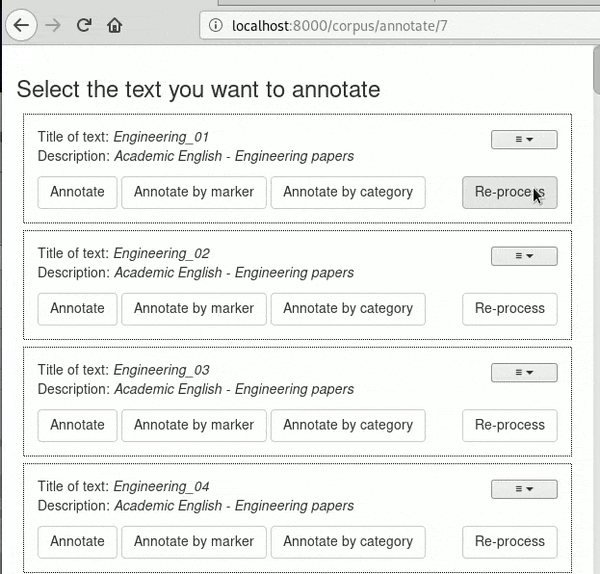 localhost:8000/corpus/annotate/7
Select the text you want to annotate
Title of text: Engineering_01
Description: Academic English - Engineering papers
Annotate Annotate by marker Annotate by category Re-process
Title of text: Engineering_02
Description: Academic English - Engineering papers
Annotate Annotate by marker Annotate by category Re-process
Title of text: Engineering_03
Description: Academic English - Engineering papers
Annotate Annotate by marker Annotate by category Re-process
Title of text: Engineering_04
Description: Academic English - Engineering papers
Annotate Annotate by marker Annotate by category Re-process